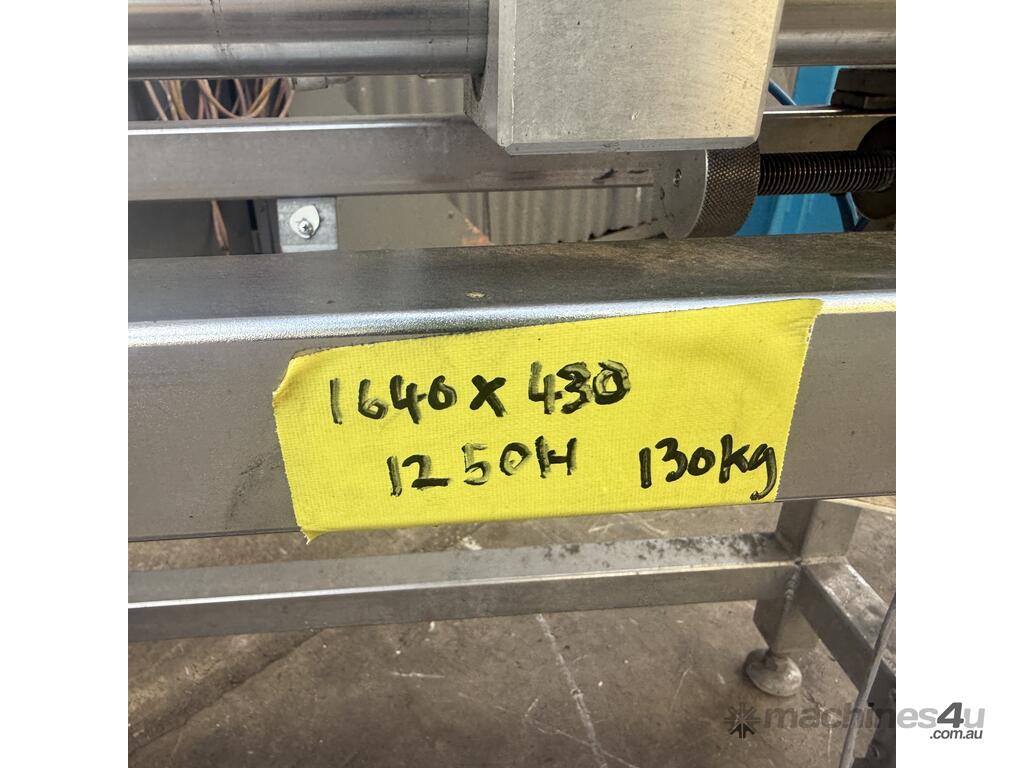 1640 x 430
1250H 130kg
machines4u
.com.au